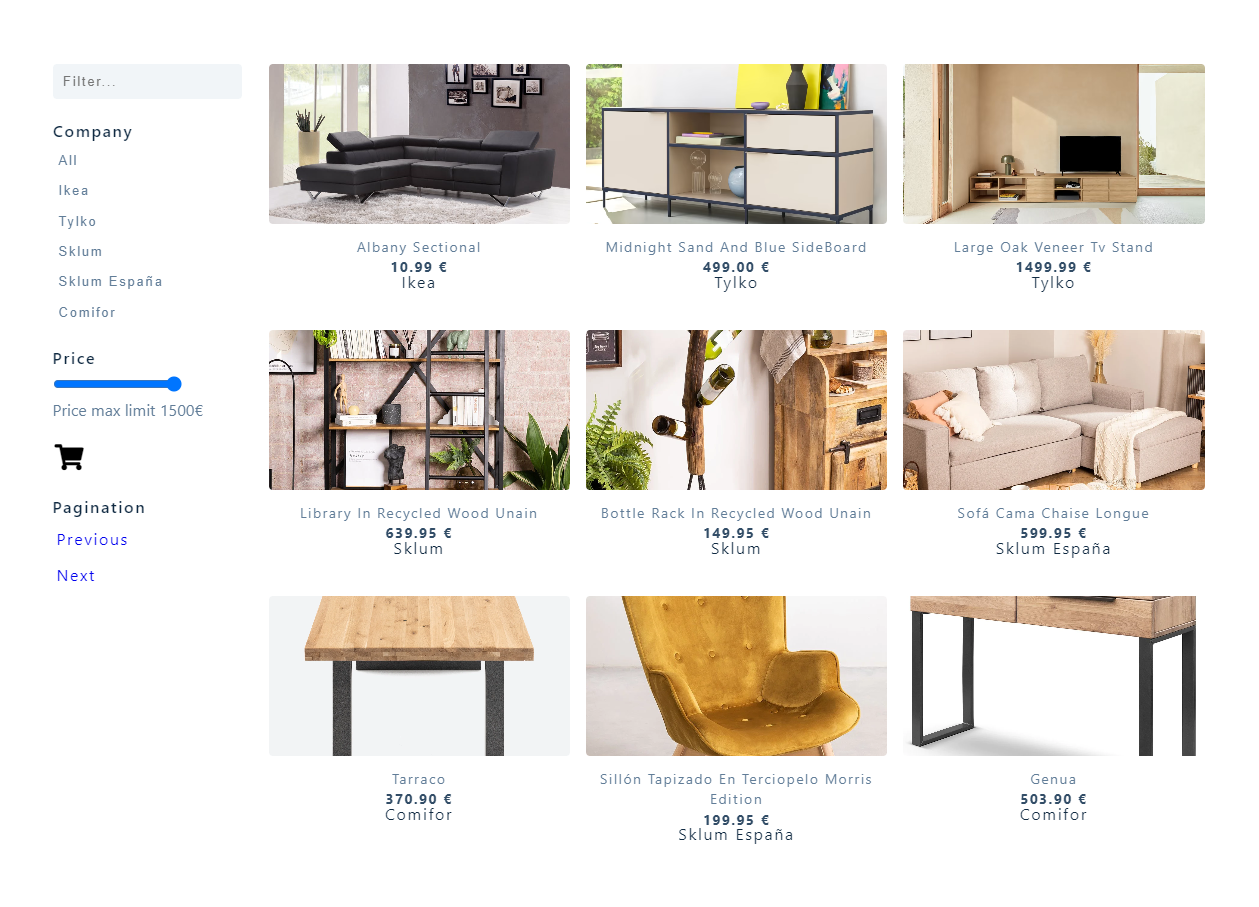 Filter...
Company
All
Ikea
Tylko
Sklum
Sklum España
Comifor
Price
Price max limit 1500€
Pagination
Previous
Next
Albany Sectional
10.99 €
Ikea
Midnight Sand And Blue SideBoard
499.00 €
Tylko
Large Oak Veneer Tv Stand
1499.99 €
Tylko
Library In Recycled Wood Unain
639.95 €
Sklum
Bottle Rack In Recycled Wood Unain
149.95 €
Sklum
Sofá Cama Chaise Longue
599.95 €
Sklum España
Tarraco
370.90 €
Comifor
Sillón Tapizado En Terciopelo Morris
Edition
199.95 €
Sklum España
Genua
503.90 €
Comifor